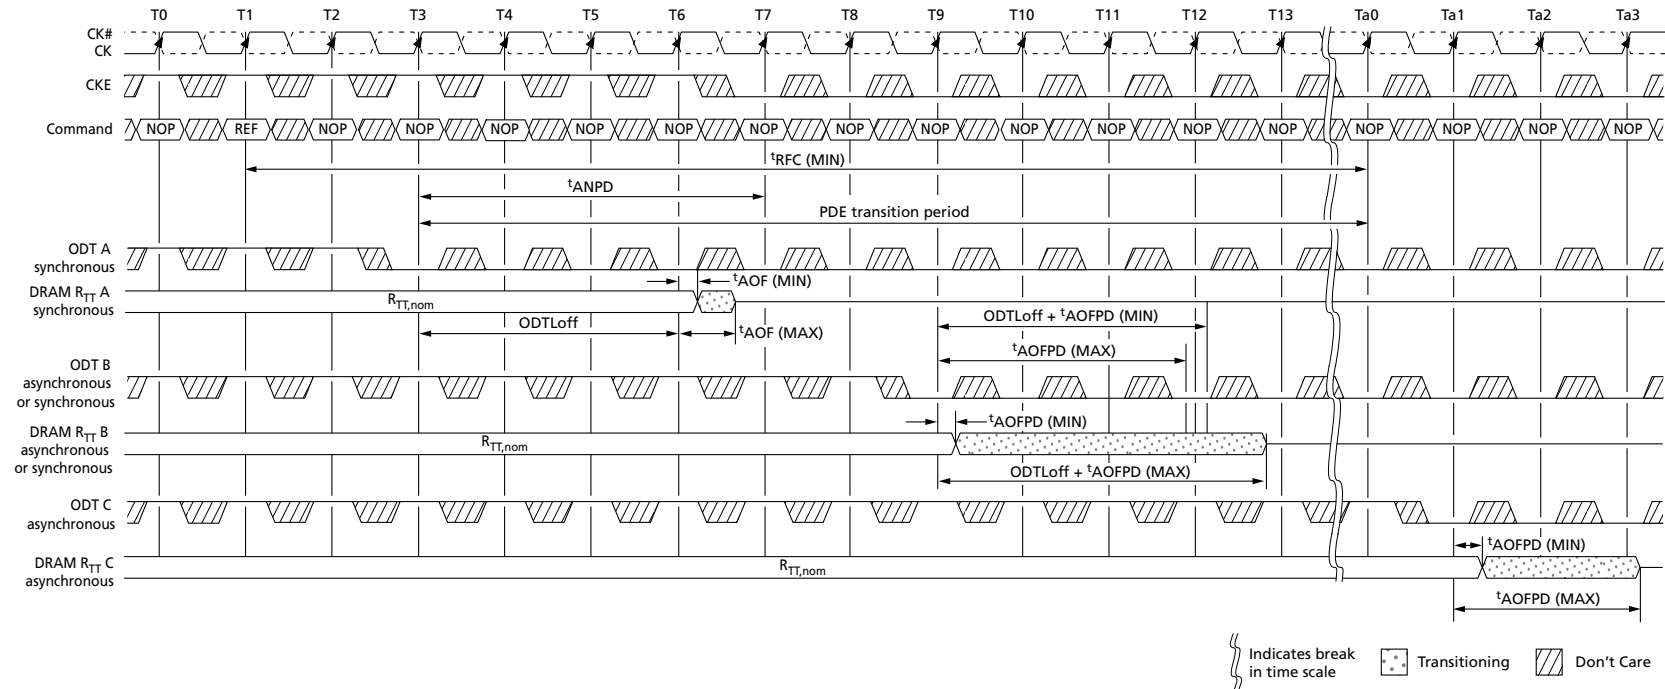 T0 T1 T2 T3 T4 T5 T6 T7 T8 T9 T10 T11 T12 T13 Ta0 Ta1 Ta2 Ta3
CK#
CK
CKE
Command NOP REF NOP NOP NOP NOP NOP NOP NOP NOP NOP NOP NOP NOP NOP NOP NOP NOP
tRFC (MIN)
tANPD
PDE transition period
ODT A
synchronous
tAOF (MIN)
DRAM RTT A
synchronous
RTT,nom
ODTLoff + tAOFPD (MIN)
ODTLoff
tAOF (MAX)
tAOFPD (MAX)
ODT B
asynchronous
or synchronous
tAOFPD (MIN)
DRAM RTT B
asynchronous
or synchronous
RTT,nom
ODTLoff + tAOFPD (MAX)
ODT C
asynchronous
tAOFPD (MIN)
DRAM RTT C
asynchronous
RTT,nom
tAOFPD (MAX)
Indicates break
in time scale
Transitioning
Don't Care